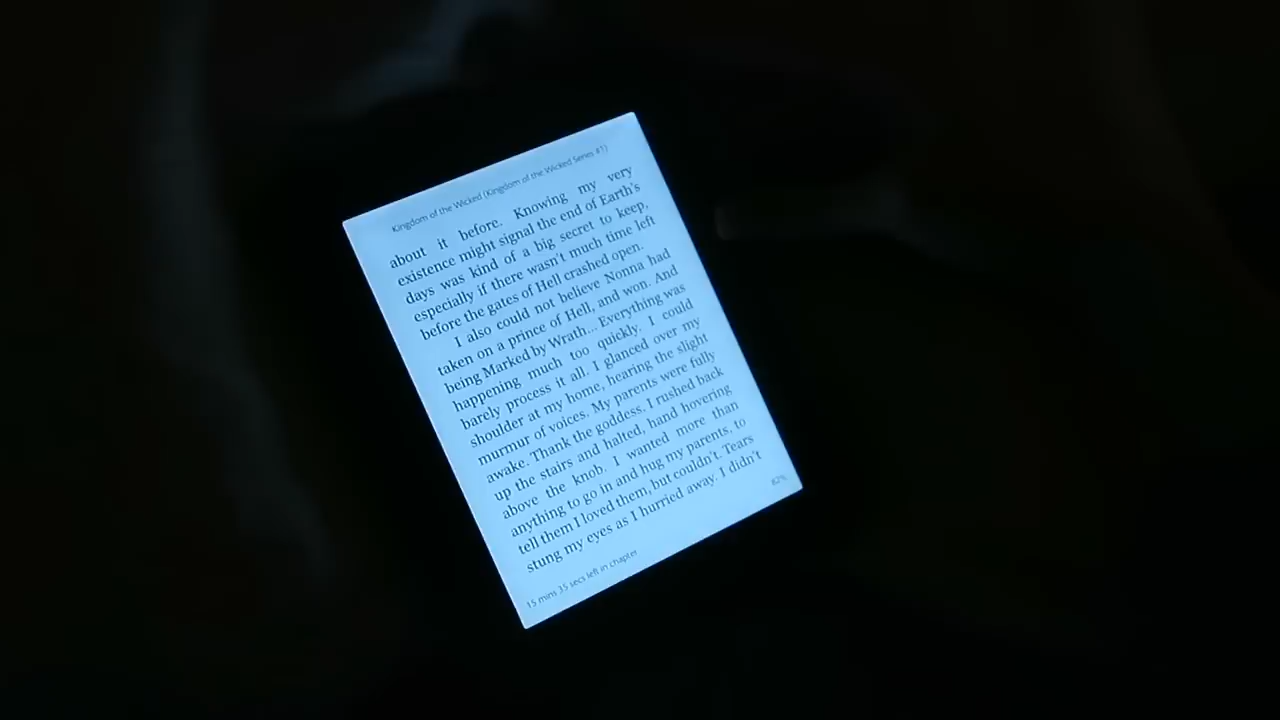 Kingdom of the Wicked (Kingdom of the Wicked Series #1)
about it before. Knowing my very
existence might signal the end of Earth's
days was kind of a big secret to keep,
especially if there wasn't much time left
before the gates of Hell crashed open.
I also could not believe Nonna had
taken on a prince of Hell, and won. And
being Marked by Wrath... Everything was
happening much too quickly. I could
barely process it all. I glanced over my
shoulder at my home, hearing the slight
murmur of voices. My parents were fully
awake. Thank the goddess. I rushed back
up the stairs and halted, hand hovering
above the knob. I wanted more than
anything to go in and hug my parents, to
tell them I loved them, but couldn't. Tears
stung my eyes as I hurried away. I didn't
15 mins 35 secs left in chapter
82%